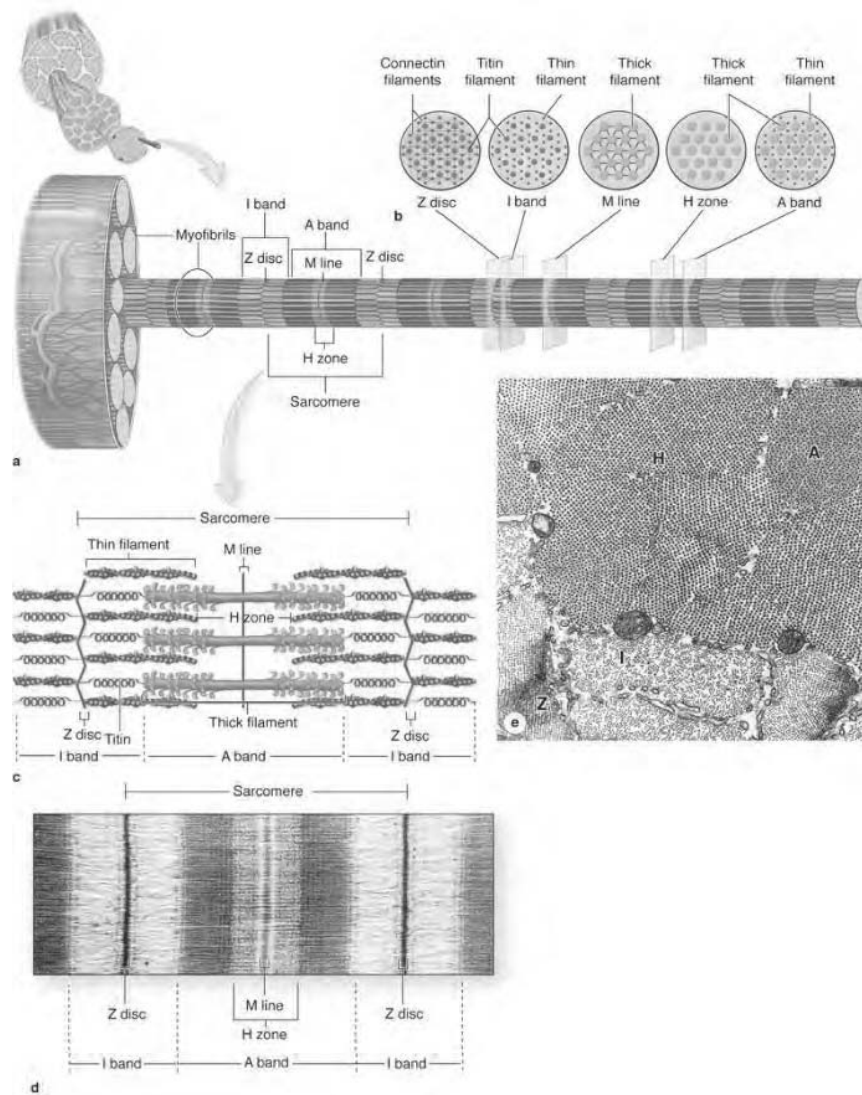 Connectin filaments
Titin filament
Thin filament
Thick filament
Thick filament
Thin filament
b
Z disc
I band
M line
H zone
A band
I band
A band
Myofibrils
Z disc
M line
Z disc
H zone
Sarcomere
a
H
A
I
Z
e
Sarcomere
Thin filament
M line
H zone
Thick filament
Z disc
Titin
Z disc
I band
A band
I band
c
Sarcomere
Z disc
M line
Z disc
H zone
I band
A band
I band
d